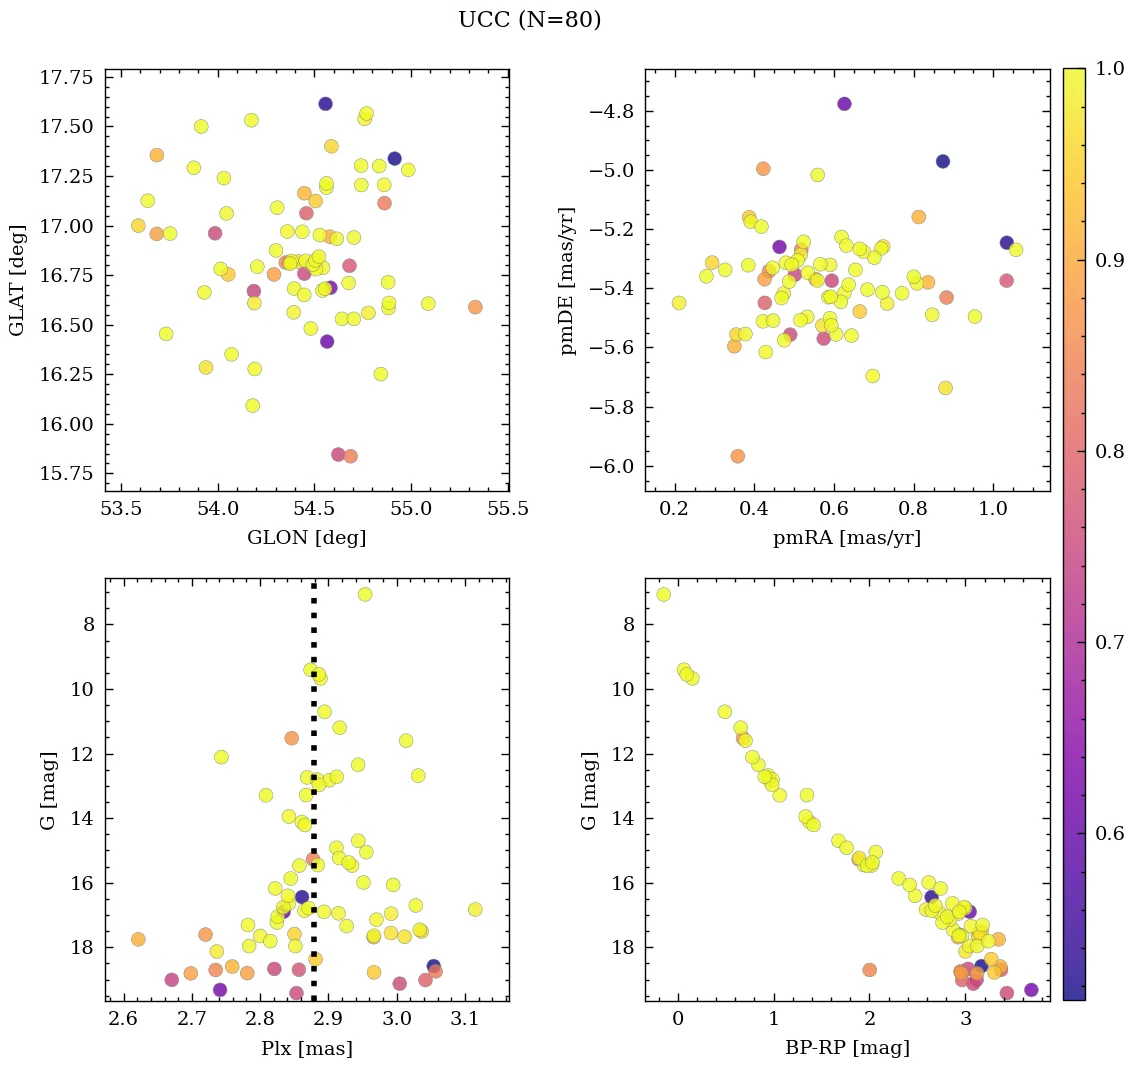 UCC (N=80)
17.75
17.50
17.25
17.00
16.75
16.50
16.25
16.00
15.75
GLAT [deg]
53.5 54.0 54.5 55.0 55.5
GLON [deg]
−4.8
−5.0
−5.2
−5.4
−5.6
−5.8
−6.0
pmDE [mas/yr]
0.2 0.4 0.6 0.8 1.0
pmRA [mas/yr]
8
10
12
14
16
18
G [mag]
2.6 2.7 2.8 2.9 3.0 3.1
Plx [mas]
8
10
12
14
16
18
G [mag]
0 1 2 3
BP-RP [mag]
1.0
0.9
0.8
0.7
0.6